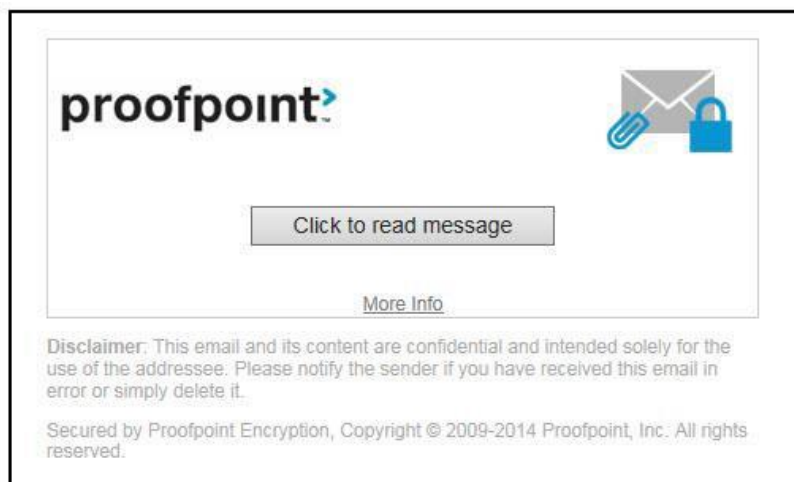 proofpoint›™
Click to read message
More Info
Disclaimer: This email and its content are confidential and intended solely for the
use of the addressee. Please notify the sender if you have received this email in
error or simply delete it.
Secured by Proofpoint Encryption, Copyright © 2009-2014 Proofpoint, Inc. All rights
reserved.